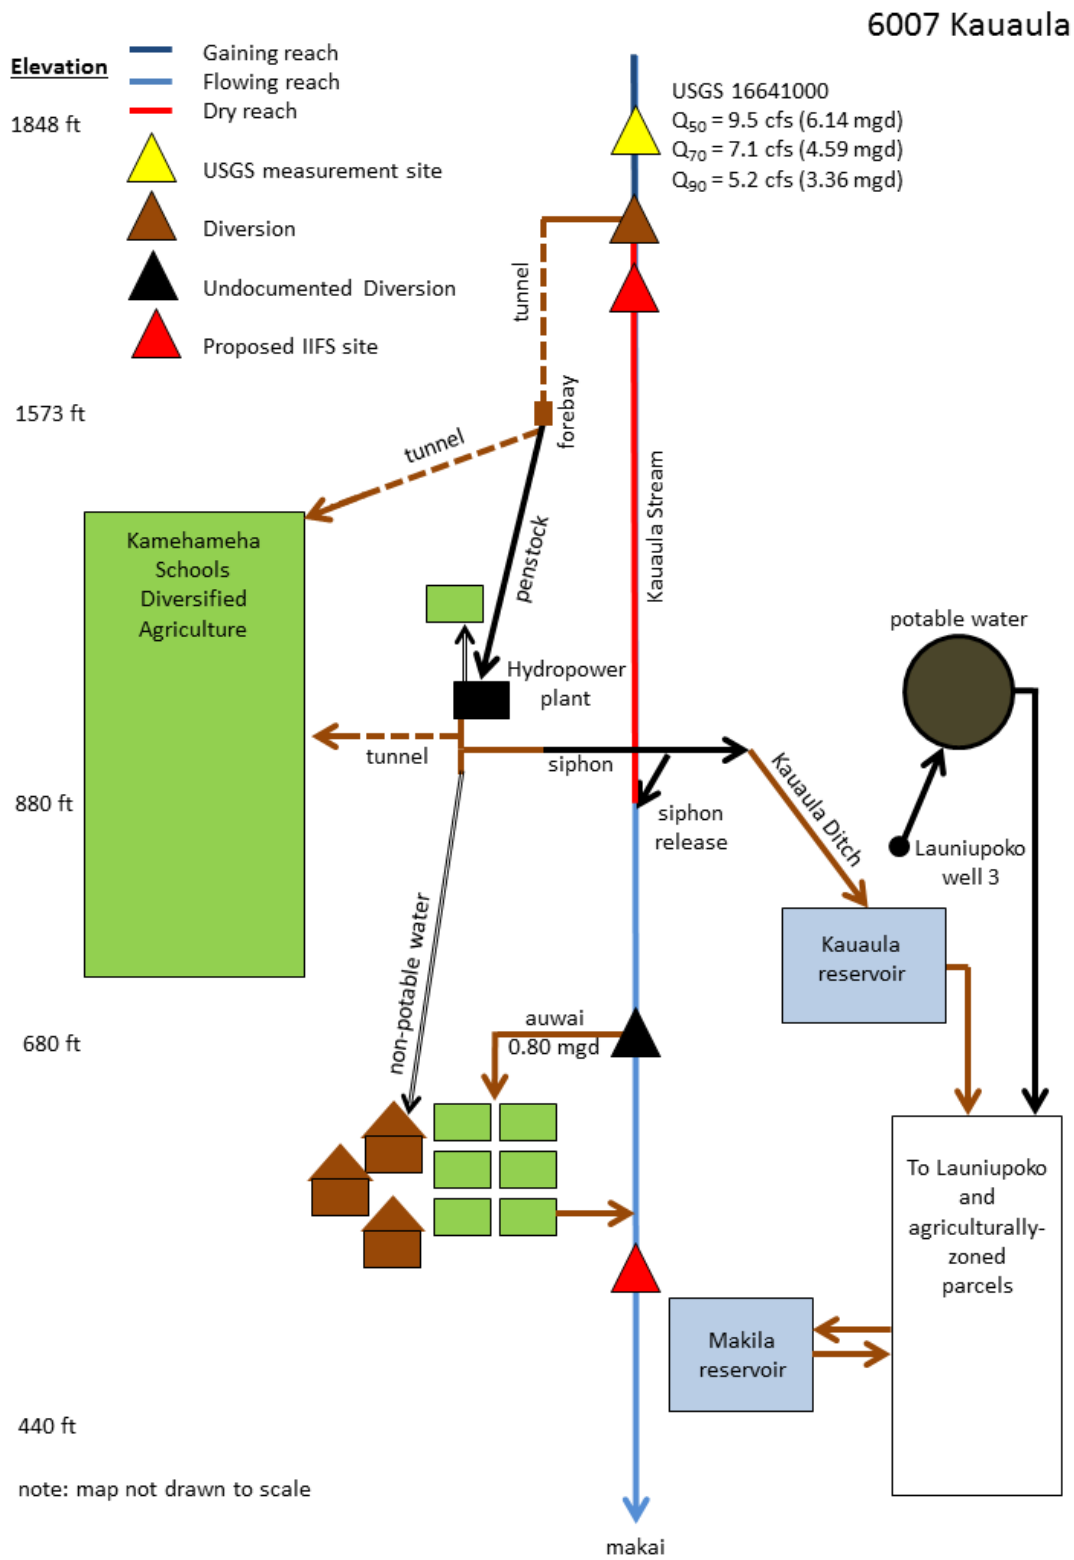 6007 Kauaula
Elevation
Gaining reach
Flowing reach
Dry reach
1848 ft
USGS measurement site
Diversion
Undocumented Diversion
Proposed IIFS site
USGS 16641000
Q50 = 9.5 cfs (6.14 mgd)
Q70 = 7.1 cfs (4.59 mgd)
Q90 = 5.2 cfs (3.36 mgd)
tunnel
1573 ft
forebay
tunnel
Kauaula Stream
penstock
Kamehameha
Schools
Diversified
Agriculture
potable water
Hydropower
plant
tunnel
siphon
Kauaula Ditch
880 ft
siphon
release
Launiupoko
well 3
non-potable water
Kauaula
reservoir
680 ft
auwai
0.80 mgd
To Launiupoko
and
agriculturally-
zoned
parcels
Makila
reservoir
440 ft
note: map not drawn to scale
makai